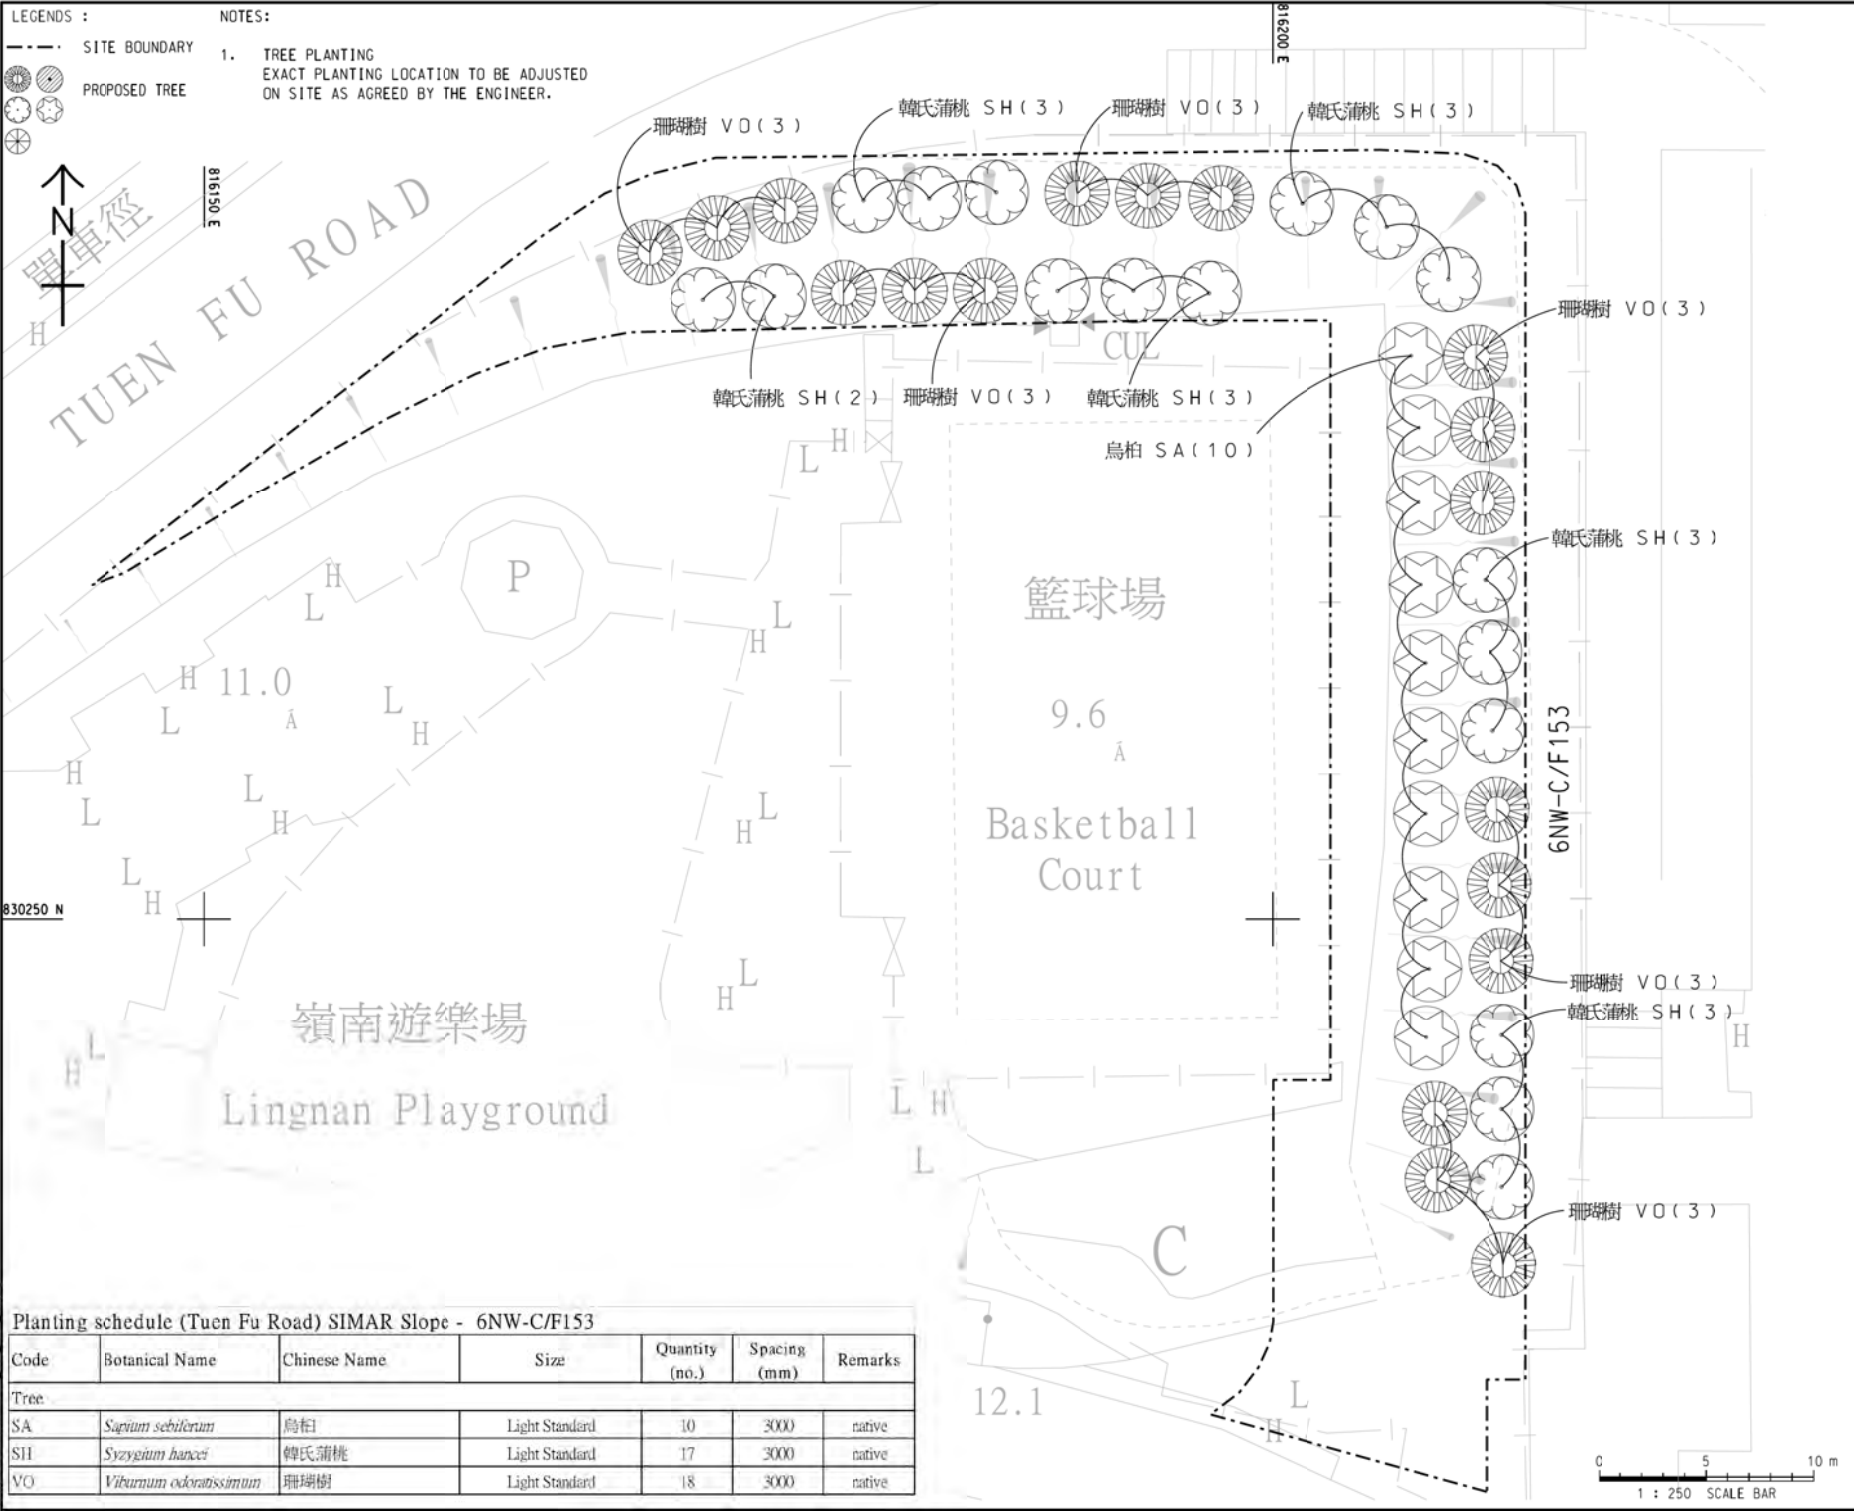 LEGENDS :
SITE BOUNDARY
PROPOSED TREE
NOTES:
1. TREE PLANTING
EXACT PLANTING LOCATION TO BE ADJUSTED
ON SITE AS AGREED BY THE ENGINEER.
816200 E
816150 E
N
單車徑
H
TUEN FU ROAD
珊瑚樹 VO(3)
韓氏蒲桃 SH(3)
珊瑚樹 VO(3)
韓氏蒲桃 SH(3)
珊瑚樹 VO(3)
CUL
韓氏蒲桃 SH(2)
珊瑚樹 VO(3)
韓氏蒲桃 SH(3)
烏桕 SA(10)
H
L
韓氏蒲桃 SH(3)
P
H
L
籃球場
L
H
H
11.0
L
L
H
9.6
6NW-C/F153
H
L
L
H
L
H
Basketball
Court
L
H
830250 N
L
H
珊瑚樹 VO(3)
韓氏蒲桃 SH(3)
嶺南遊樂場
L
H
H
Lingnan Playground
L H
L
珊瑚樹 VO(3)
C
12.1
L
H
Planting schedule (Tuen Fu Road) SIMAR Slope - 6NW-C/F153
Code Botanical Name Chinese Name Size Quantity (no.) Spacing (mm) Remarks
Tree
SA Sapium sebiferum 烏桕 Light Standard 10 3000 native
SH Syzygium hancei 韓氏蒲桃 Light Standard 17 3000 native
VO Viburnum odoratissimum 珊瑚樹 Light Standard 18 3000 native
0 5 10 m
1 : 250 SCALE BAR